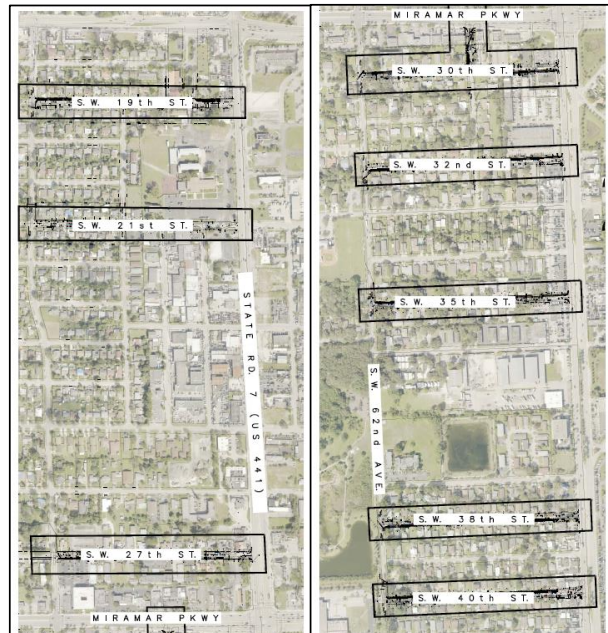 S.W. 19th ST.
S.W. 21st ST.
STATE RD. 7 (US 441)
S.W. 27th ST.
MIRAMAR PKWY
MIRAMAR PKWY
S.W. 30th ST.
S.W. 32nd ST.
S.W. 35th ST.
S.W. 62nd AVE.
S.W. 38th ST.
S.W. 40th ST.